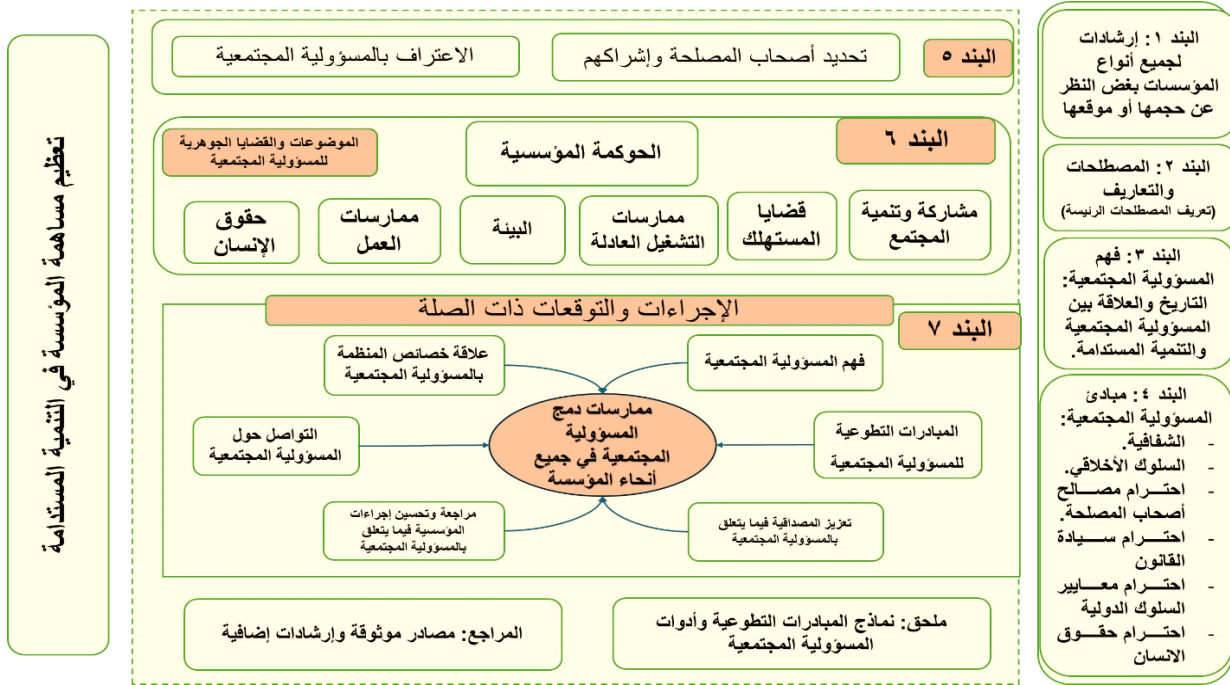 البند ١: إرشادات
لجميع أنواع
المؤسسات بغض النظر
عن حجمها أو موقعها
البند ٢: المصطلحات
والتعاريف
(تعريف المصطلحات الرئيسة)
البند ٣: فهم
المسؤولية المجتمعية:
التاريخ والعلاقة بين
المسؤولية المجتمعية
والتنمية المستدامة.
البند ٤: مبادئ
المسؤولية المجتمعية:
- الشفافية.
- السلوك الأخلاقي.
- احترام مصالح
أصحاب المصلحة.
- احترام سيادة
القانون
- احترام معايير
السلوك الدولية
- احترام حقوق
الانسان
البند ٥
تحديد أصحاب المصلحة وإشراكهم
الاعتراف بالمسؤولية المجتمعية
البند ٦
الحوكمة المؤسسية
الموضوعات والقضايا الجوهرية
للمسؤولية المجتمعية
مشاركة وتنمية
المجتمع
قضايا
المستهلك
ممارسات
التشغيل العادلة
البيئة
ممارسات
العمل
حقوق
الإنسان
البند ٧
الإجراءات والتوقعات ذات الصلة
فهم المسؤولية المجتمعية
علاقة خصائص المنظمة
بالمسؤولية المجتمعية
المبادرات التطوعية
للمسؤولية المجتمعية
ممارسات دمج
المسؤولية
المجتمعية في جميع
أنحاء المؤسسة
التواصل حول
المسؤولية المجتمعية
تعزيز المصداقية فيما يتعلق
بالمسؤولية المجتمعية
مراجعة وتحسين إجراءات
المؤسسية فيما يتعلق
بالمسؤولية المجتمعية
ملحق: نماذج المبادرات التطوعية وأدوات
المسؤولية المجتمعية
المراجع: مصادر موثوقة وإرشادات إضافية
تعظيم مساهمة المؤسسة في التنمية المستدامة